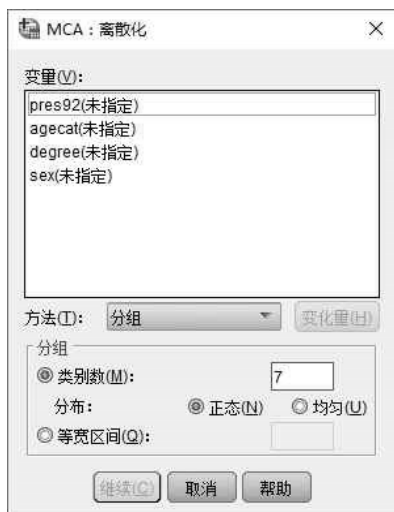 MCA：离散化
变量(V):
pres92(未指定)
agecat(未指定)
degree(未指定)
sex(未指定)
方法(T): 分组 变化量(H)
分组
类别数(M): 7
分布: 正态(N) 均匀(U)
等宽区间(Q):
继续(C) 取消 帮助